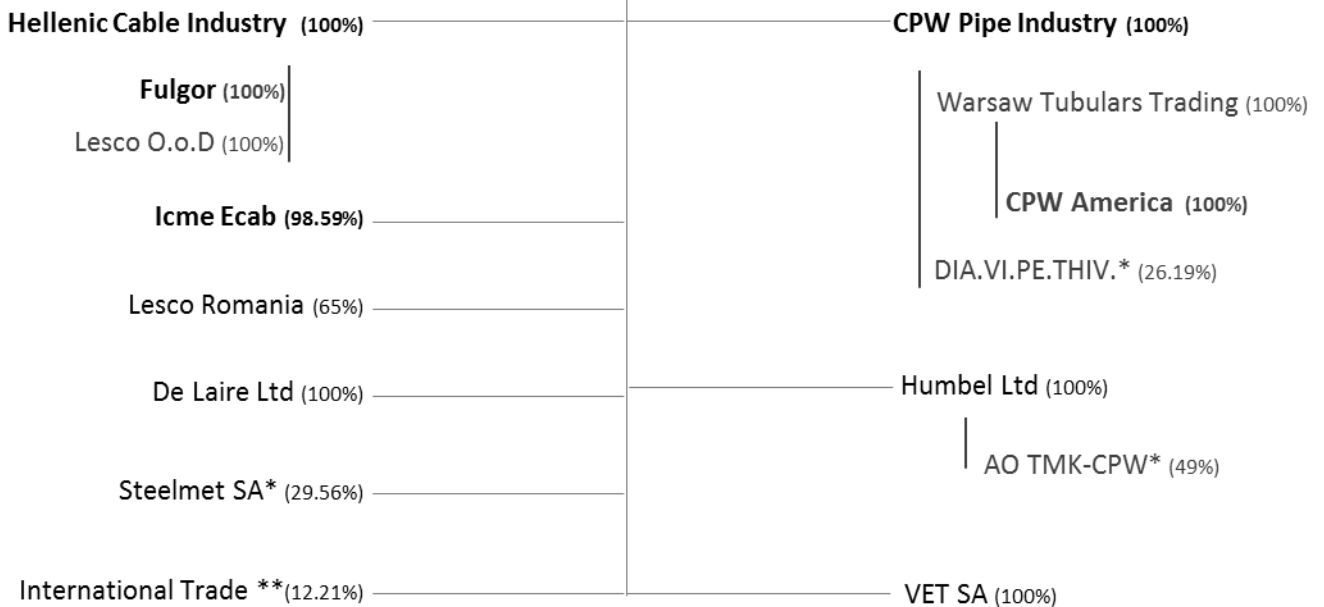 Hellenic Cable Industry (100%)
Fulgor (100%)
Lesco O.o.D (100%)
Icme Ecab (98.59%)
Lesco Romania (65%)
De Laire Ltd (100%)
Steelmet SA* (29.56%)
International Trade **(12.21%)
CPW Pipe Industry (100%)
Warsaw Tubulars Trading (100%)
CPW America (100%)
DIA.VI.PE.THIV.* (26.19%)
Humbel Ltd (100%)
AO TMK-CPW* (49%)
VET SA (100%)